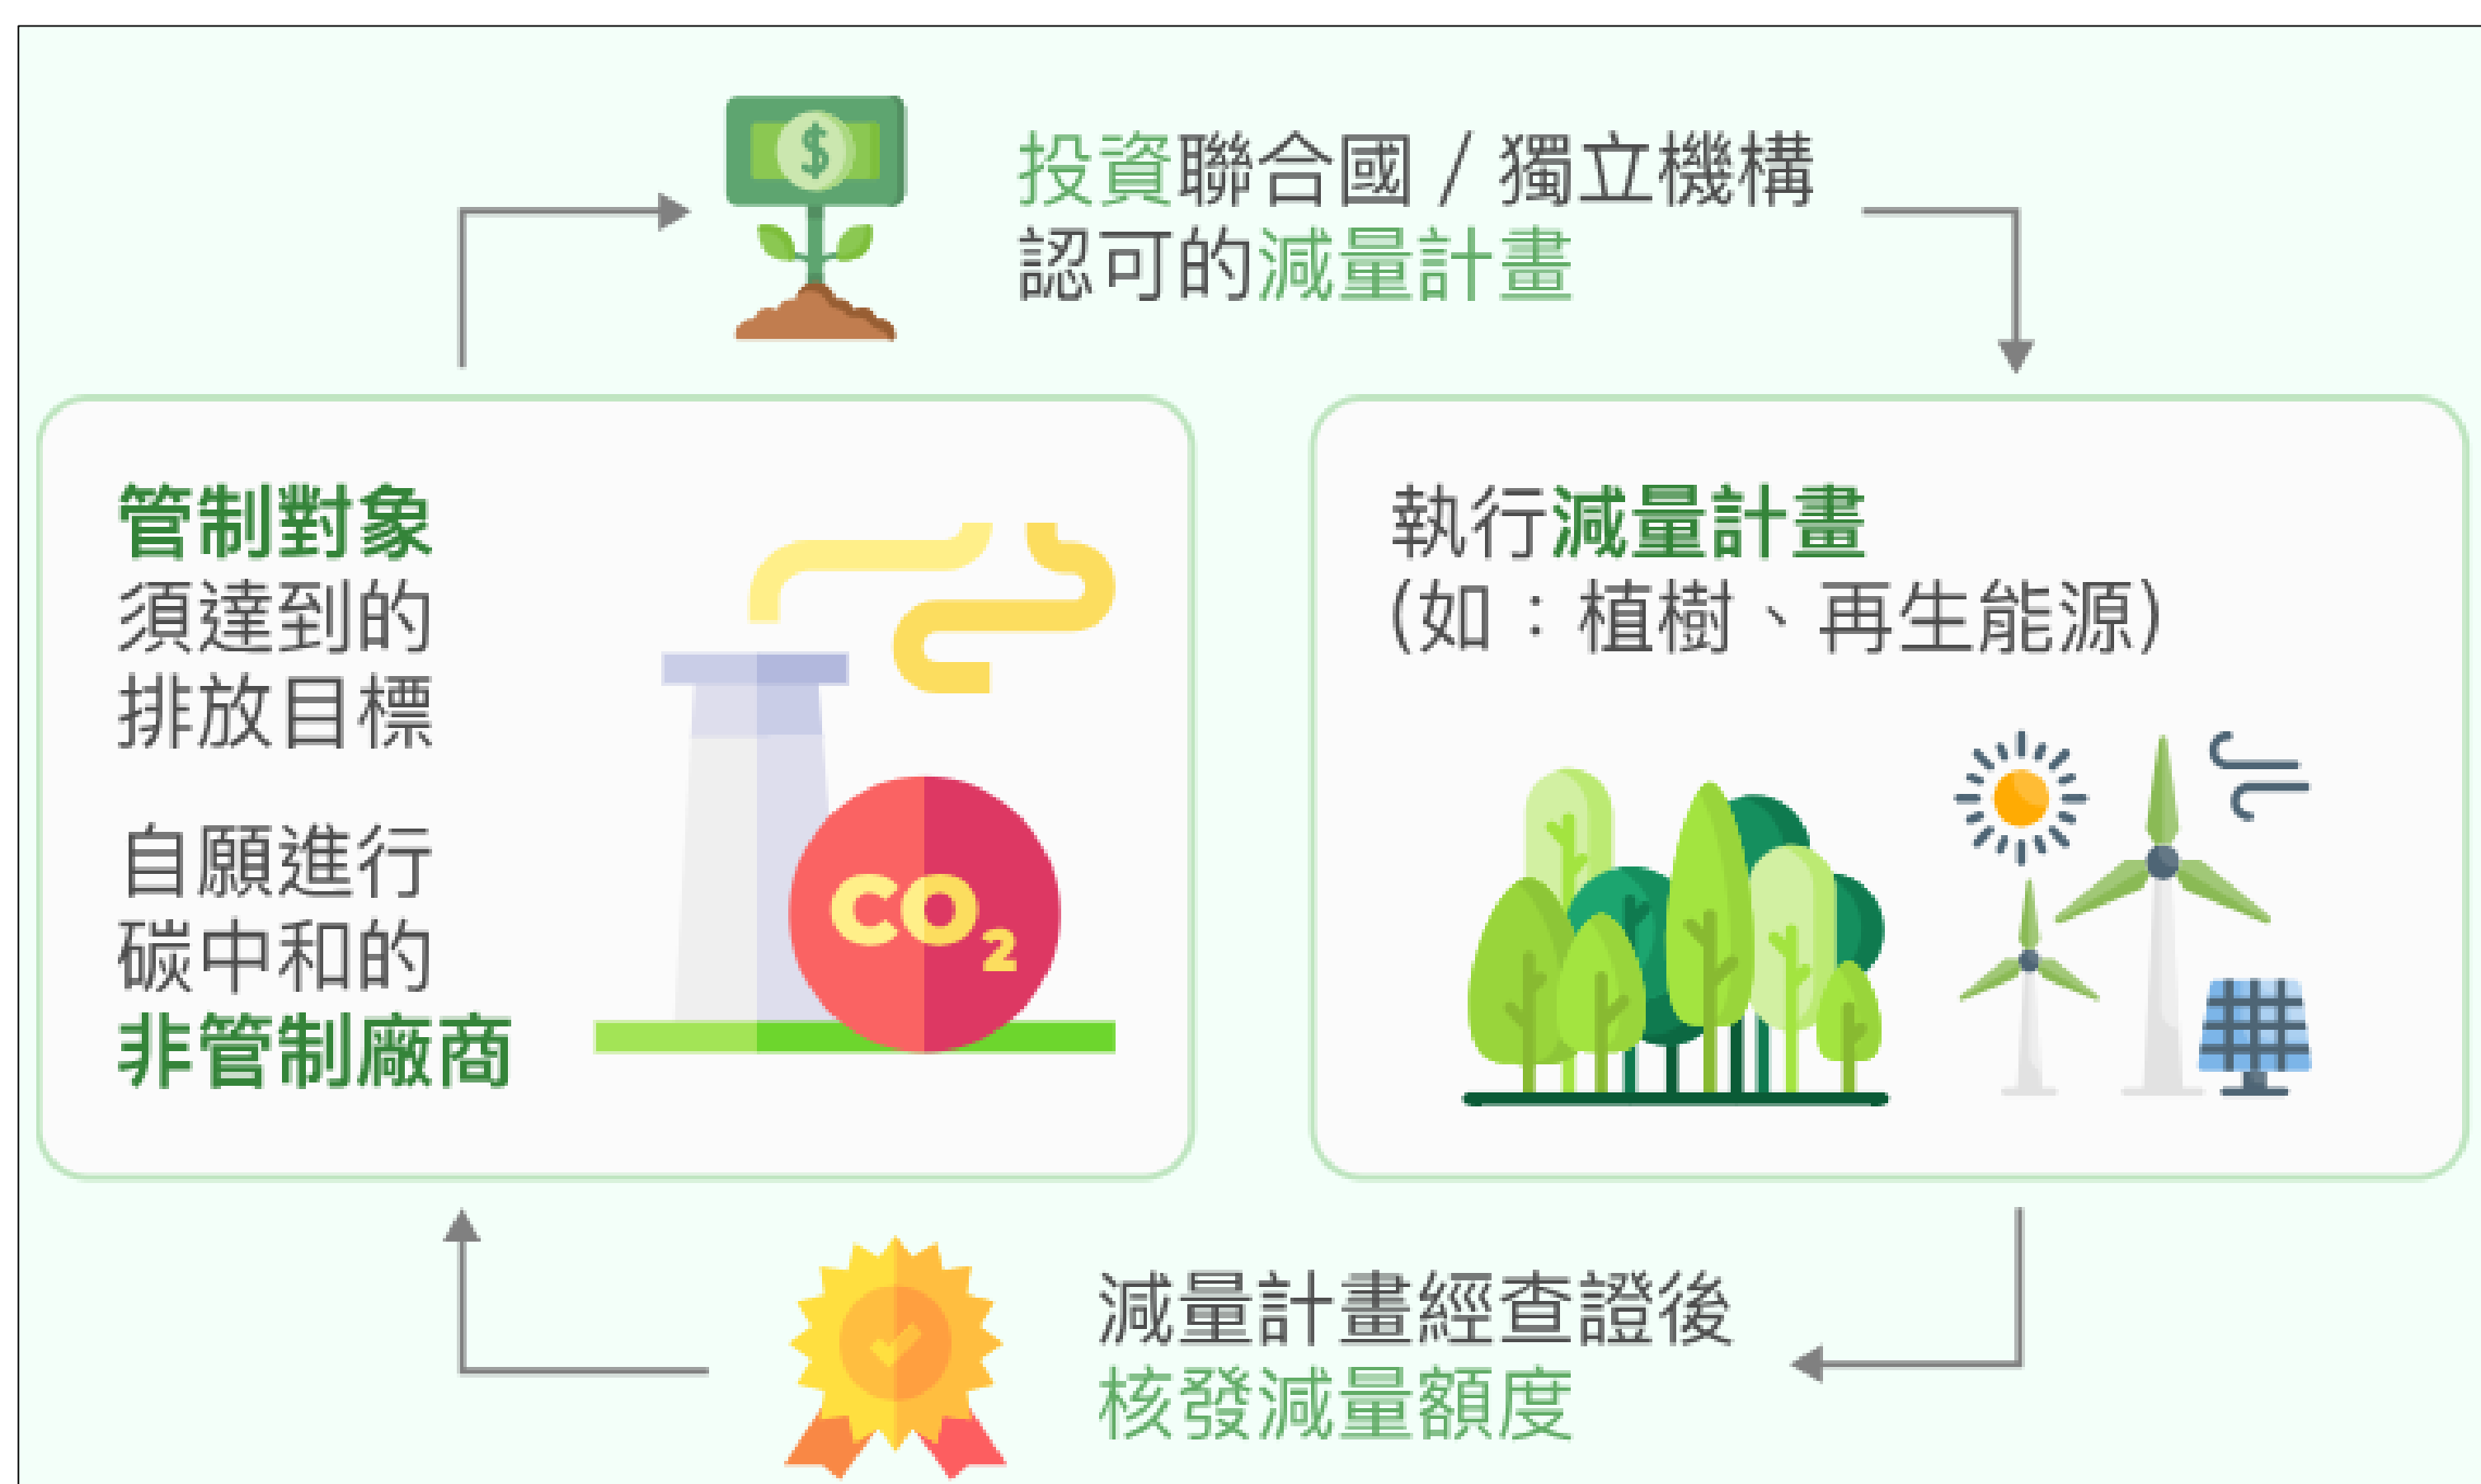 投資聯合國 / 獨立機構
認可的減量計畫
管制對象
須達到的
排放目標
自願進行
碳中和的
非管制廠商
CO₂
執行減量計畫
(如：植樹、再生能源)
減量計畫經查證後
核發減量額度
$